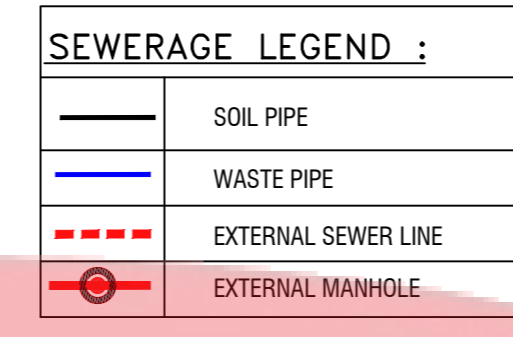 SEWERAGE LEGEND :
SOIL PIPE
WASTE PIPE
EXTERNAL SEWER LINE
EXTERNAL MANHOLE